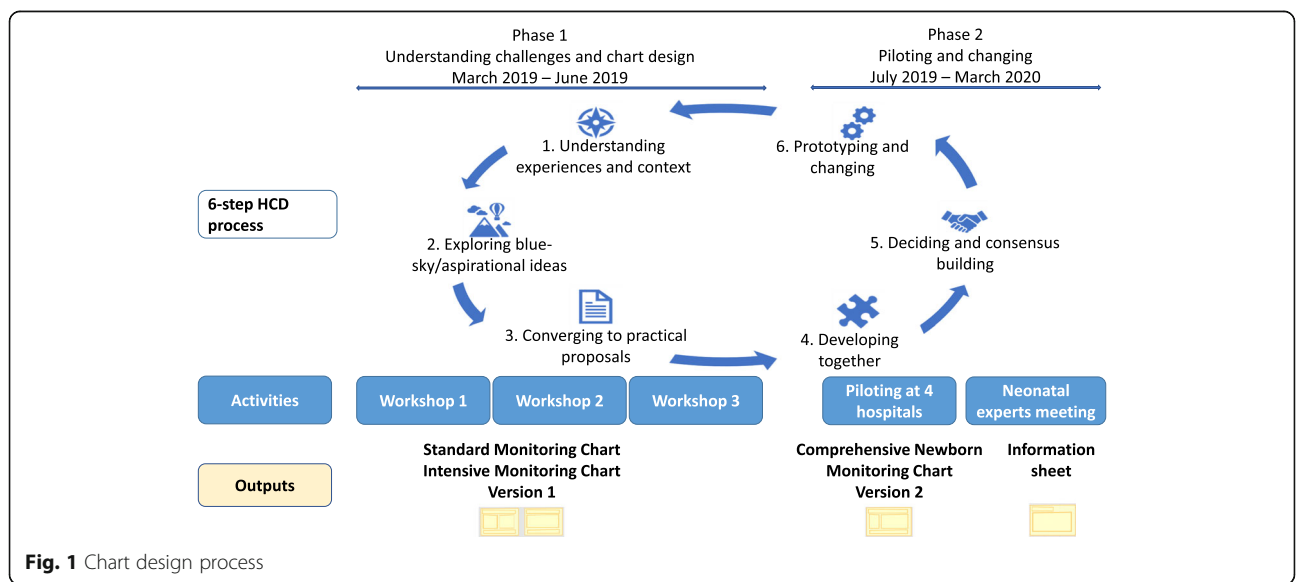 Phase 1
Understanding challenges and chart design
March 2019 – June 2019
Phase 2
Piloting and changing
July 2019 – March 2020
1. Understanding
experiences and context
6. Prototyping and
changing
6-step HCD
process
2. Exploring blue-
sky/aspirational ideas
5. Deciding and consensus
building
3. Converging to practical
proposals
4. Developing
together
Activities
Workshop 1
Workshop 2
Workshop 3
Piloting at 4
hospitals
Neonatal
experts meeting
Outputs
Standard Monitoring Chart
Intensive Monitoring Chart
Version 1
Comprehensive Newborn
Monitoring Chart
Version 2
Information
sheet
Fig. 1 Chart design process